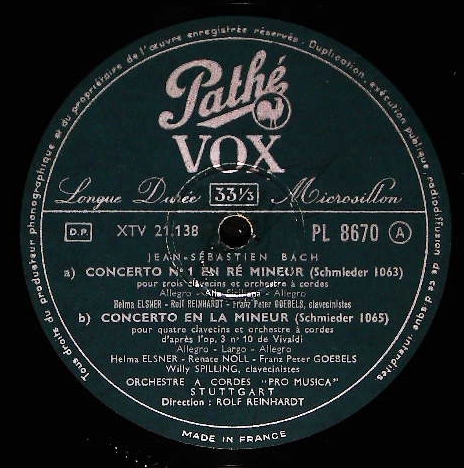 Tous droits du producteur phonographique et du propriétaire de l'œuvre enregistrée réservés. Duplication, exécution publique, radiodiffusion de ce disque interdites
Pathé
VOX
Longue Durée 33 1/3 Microsillon
D.P. XTV 21.138 PL 8670 A
JEAN-SÉBASTIEN BACH
a) CONCERTO N° 1 EN RÉ MINEUR (Schmieder 1063)
pour trois clavecins et orchestre à cordes
Allegro - Alla Siciliana - Allegro
Helma ELSNER - Rolf REINHARDT - Franz Peter GOEBELS, clavecinistes
b) CONCERTO EN LA MINEUR (Schmieder 1065)
pour quatre clavecins et orchestre à cordes
d'après l'op. 3 n° 10 de Vivaldi
Allegro - Largo - Allegro
Helma ELSNER - Renate NOLL - Franz Peter GOEBELS
Willy SPILLING, clavecinistes
ORCHESTRE A CORDES "PRO MUSICA"
STUTTGART
Direction : ROLF REINHARDT
MADE IN FRANCE